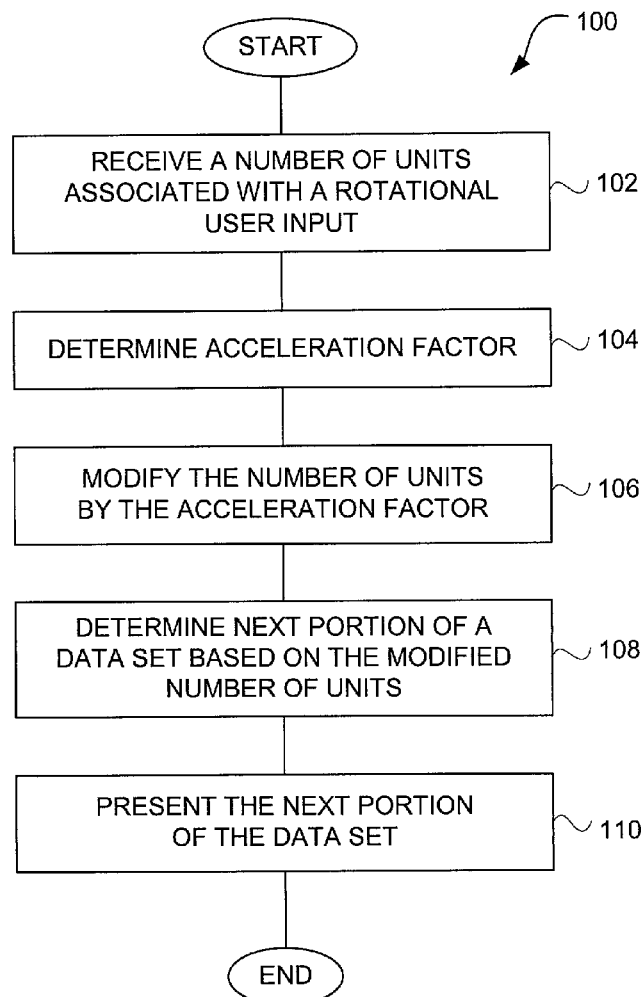 START
100
RECEIVE A NUMBER OF UNITS
ASSOCIATED WITH A ROTATIONAL
USER INPUT
102
DETERMINE ACCELERATION FACTOR
104
MODIFY THE NUMBER OF UNITS
BY THE ACCELERATION FACTOR
106
DETERMINE NEXT PORTION OF A
DATA SET BASED ON THE MODIFIED
NUMBER OF UNITS
108
PRESENT THE NEXT PORTION
OF THE DATA SET
110
END